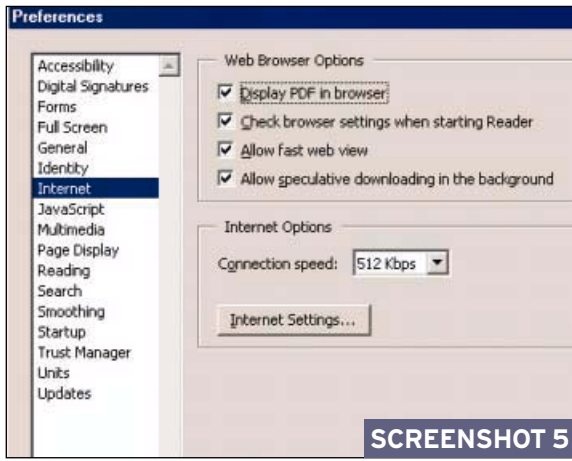 Preferences
Accessibility
Digital Signatures
Forms
Full Screen
General
Identity
Internet
JavaScript
Multimedia
Page Display
Reading
Search
Smoothing
Startup
Trust Manager
Units
Updates
Web Browser Options
Display PDF in browser
Check browser settings when starting Reader
Allow fast web view
Allow speculative downloading in the background
Internet Options
Connection speed: 512 Kbps
Internet Settings...
SCREENSHOT 5